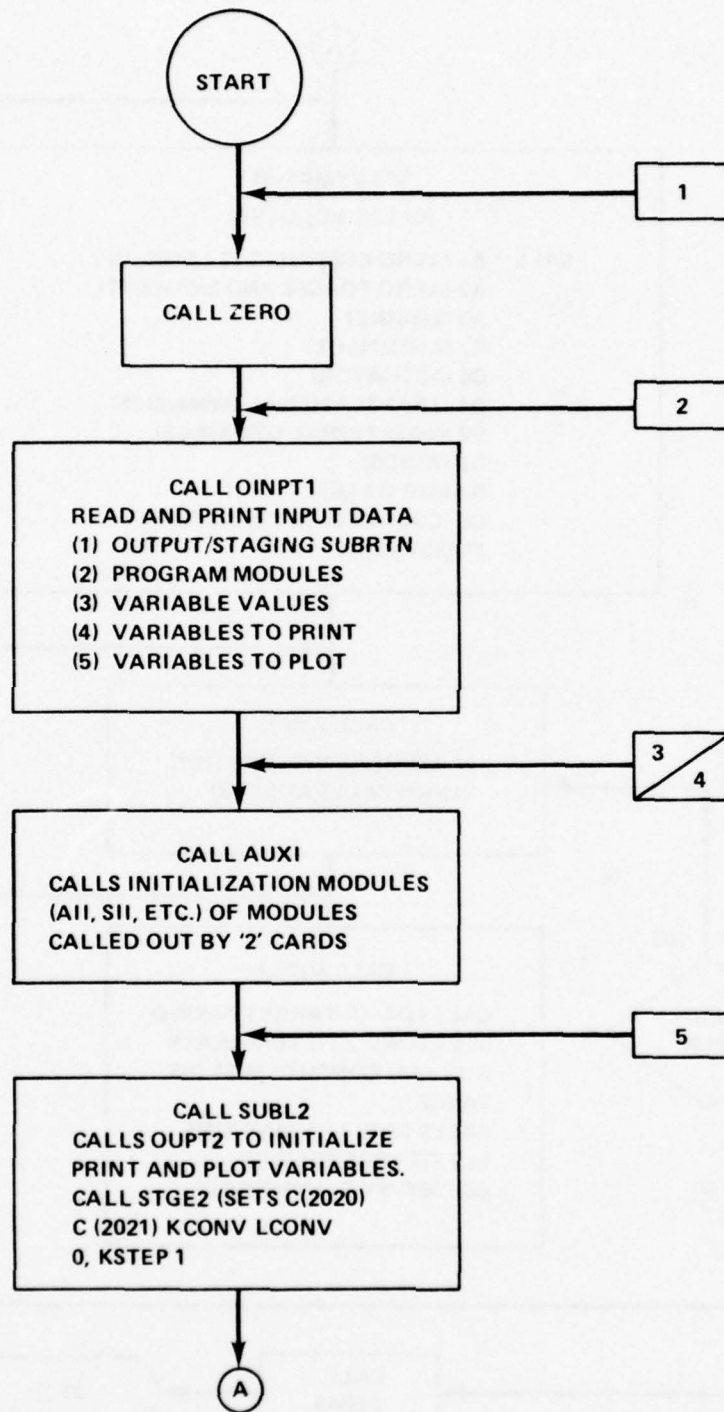 START
1
CALL ZERO
2
CALL OINPT1
READ AND PRINT INPUT DATA
(1) OUTPUT/STAGING SUBRTN
(2) PROGRAM MODULES
(3) VARIABLE VALUES
(4) VARIABLES TO PRINT
(5) VARIABLES TO PLOT
3
4
CALL AUXI
CALLS INITIALIZATION MODULES
(AII, SII, ETC.) OF MODULES
CALLED OUT BY '2' CARDS
5
CALL SUBL2
CALLS OUPT2 TO INITIALIZE
PRINT AND PLOT VARIABLES.
CALL STGE2 (SETS C(2020)
C (2021) KCONV LCONV
0, KSTEP 1
A